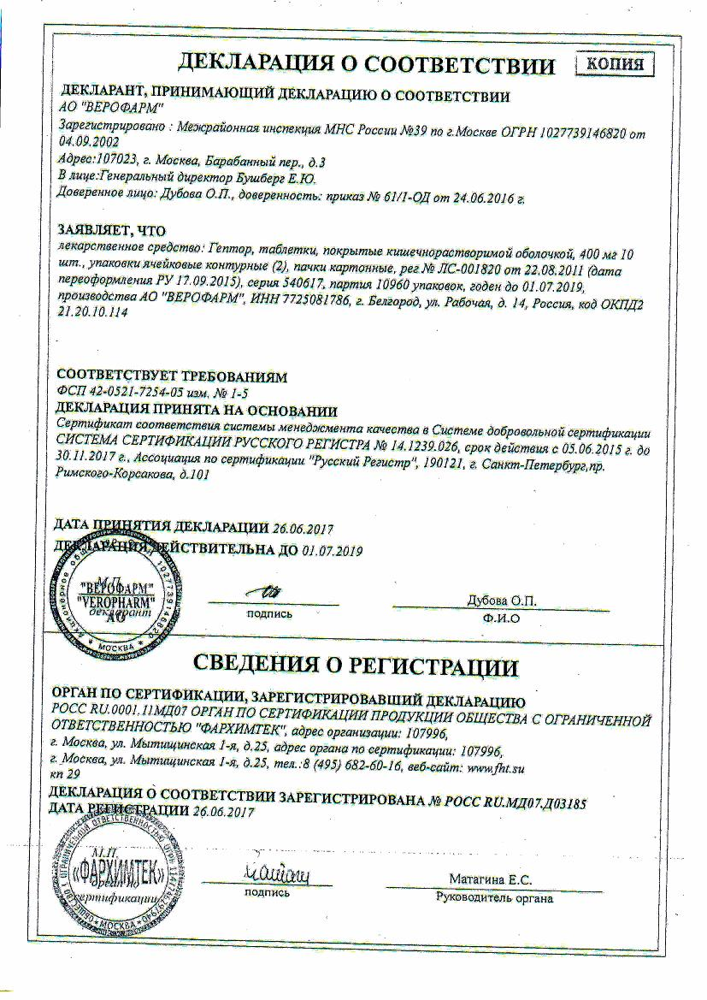 ДЕКЛАРАЦИЯ О СООТВЕТСТВИИ
КОПИЯ
ДЕКЛАРАНТ, ПРИНИМАЮЩИЙ ДЕКЛАРАЦИЮ О СООТВЕТСТВИИ
АО "ВЕРОФАРМ"
Зарегистрировано : Межрайонная инспекция МНС России №39 по г.Москве ОГРН 1027739146820 от
04.09.2002
Адрес:107023, г. Москва, Барабанный пер., д.3
В лице:Генеральный директор Бушберг Е.Ю.
Доверенное лицо: Дубова О.П., доверенность: приказ № 61/1-ОД от 24.06.2016 г.
ЗАЯВЛЯЕТ, ЧТО
лекарственное средство: Гептор, таблетки, покрытые кишечнорастворимой оболочкой, 400 мг 10
шт., упаковки ячейковые контурные (2), пачки картонные, рег.№ ЛС-001820 от 22.08.2011 (дата
переоформления РУ 17.09.2015), серия 540617, партия 10960 упаковок, годен до 01.07.2019,
производства АО "ВЕРОФАРМ", ИНН 7725081786, г. Белгород, ул. Рабочая, д. 14, Россия, код ОКПД2
21.20.10.114
СООТВЕТСТВУЕТ ТРЕБОВАНИЯМ
ФСП 42-0521-7254-05 изм. № 1-5
ДЕКЛАРАЦИЯ ПРИНЯТА НА ОСНОВАНИИ
Сертификат соответствия системы менеджмента качества в Системе добровольной сертификации
СИСТЕМА СЕРТИФИКАЦИИ РУССКОГО РЕГИСТРА № 14.1239.026, срок действия с 05.06.2015 г. до
30.11.2017 г., Ассоциация по сертификации "Русский Регистр", 190121, г. Санкт-Петербург,пр.
Римского-Корсакова, д.101
ДАТА ПРИНЯТИЯ ДЕКЛАРАЦИИ 26.06.2017
ДЕКЛАРАЦИЯ ДЕЙСТВИТЕЛЬНА ДО 01.07.2019
М.П.
"ВЕРОФАРМ"
"VEROPHARM"
декларант
АО
МОСКВА
1027739146820
Дубова О.П.
подпись
Ф.И.О
СВЕДЕНИЯ О РЕГИСТРАЦИИ
ОРГАН ПО СЕРТИФИКАЦИИ, ЗАРЕГИСТРИРОВАВШИЙ ДЕКЛАРАЦИЮ
РОСС RU.0001.11МД07 ОРГАН ПО СЕРТИФИКАЦИИ ПРОДУКЦИИ ОБЩЕСТВА С ОГРАНИЧЕННОЙ
ОТВЕТСТВЕННОСТЬЮ "ФАРХИМТЕК", адрес организации: 107996,
г. Москва, ул. Мытищинская 1-я, д.25, адрес органа по сертификации: 107996,
г. Москва, ул. Мытищинская 1-я, д.25, тел.:8 (495) 682-60-16, веб-сайт: www.fht.su
кп 29
ДЕКЛАРАЦИЯ О СООТВЕТСТВИИ ЗАРЕГИСТРИРОВАНА № РОСС RU.МД07.Д03185
ДАТА РЕГИСТРАЦИИ 26.06.2017
М.П.
«ФАРХИМТЕК»
сертификации
МОСКВА
Матагина Е.С.
подпись
Руководитель органа